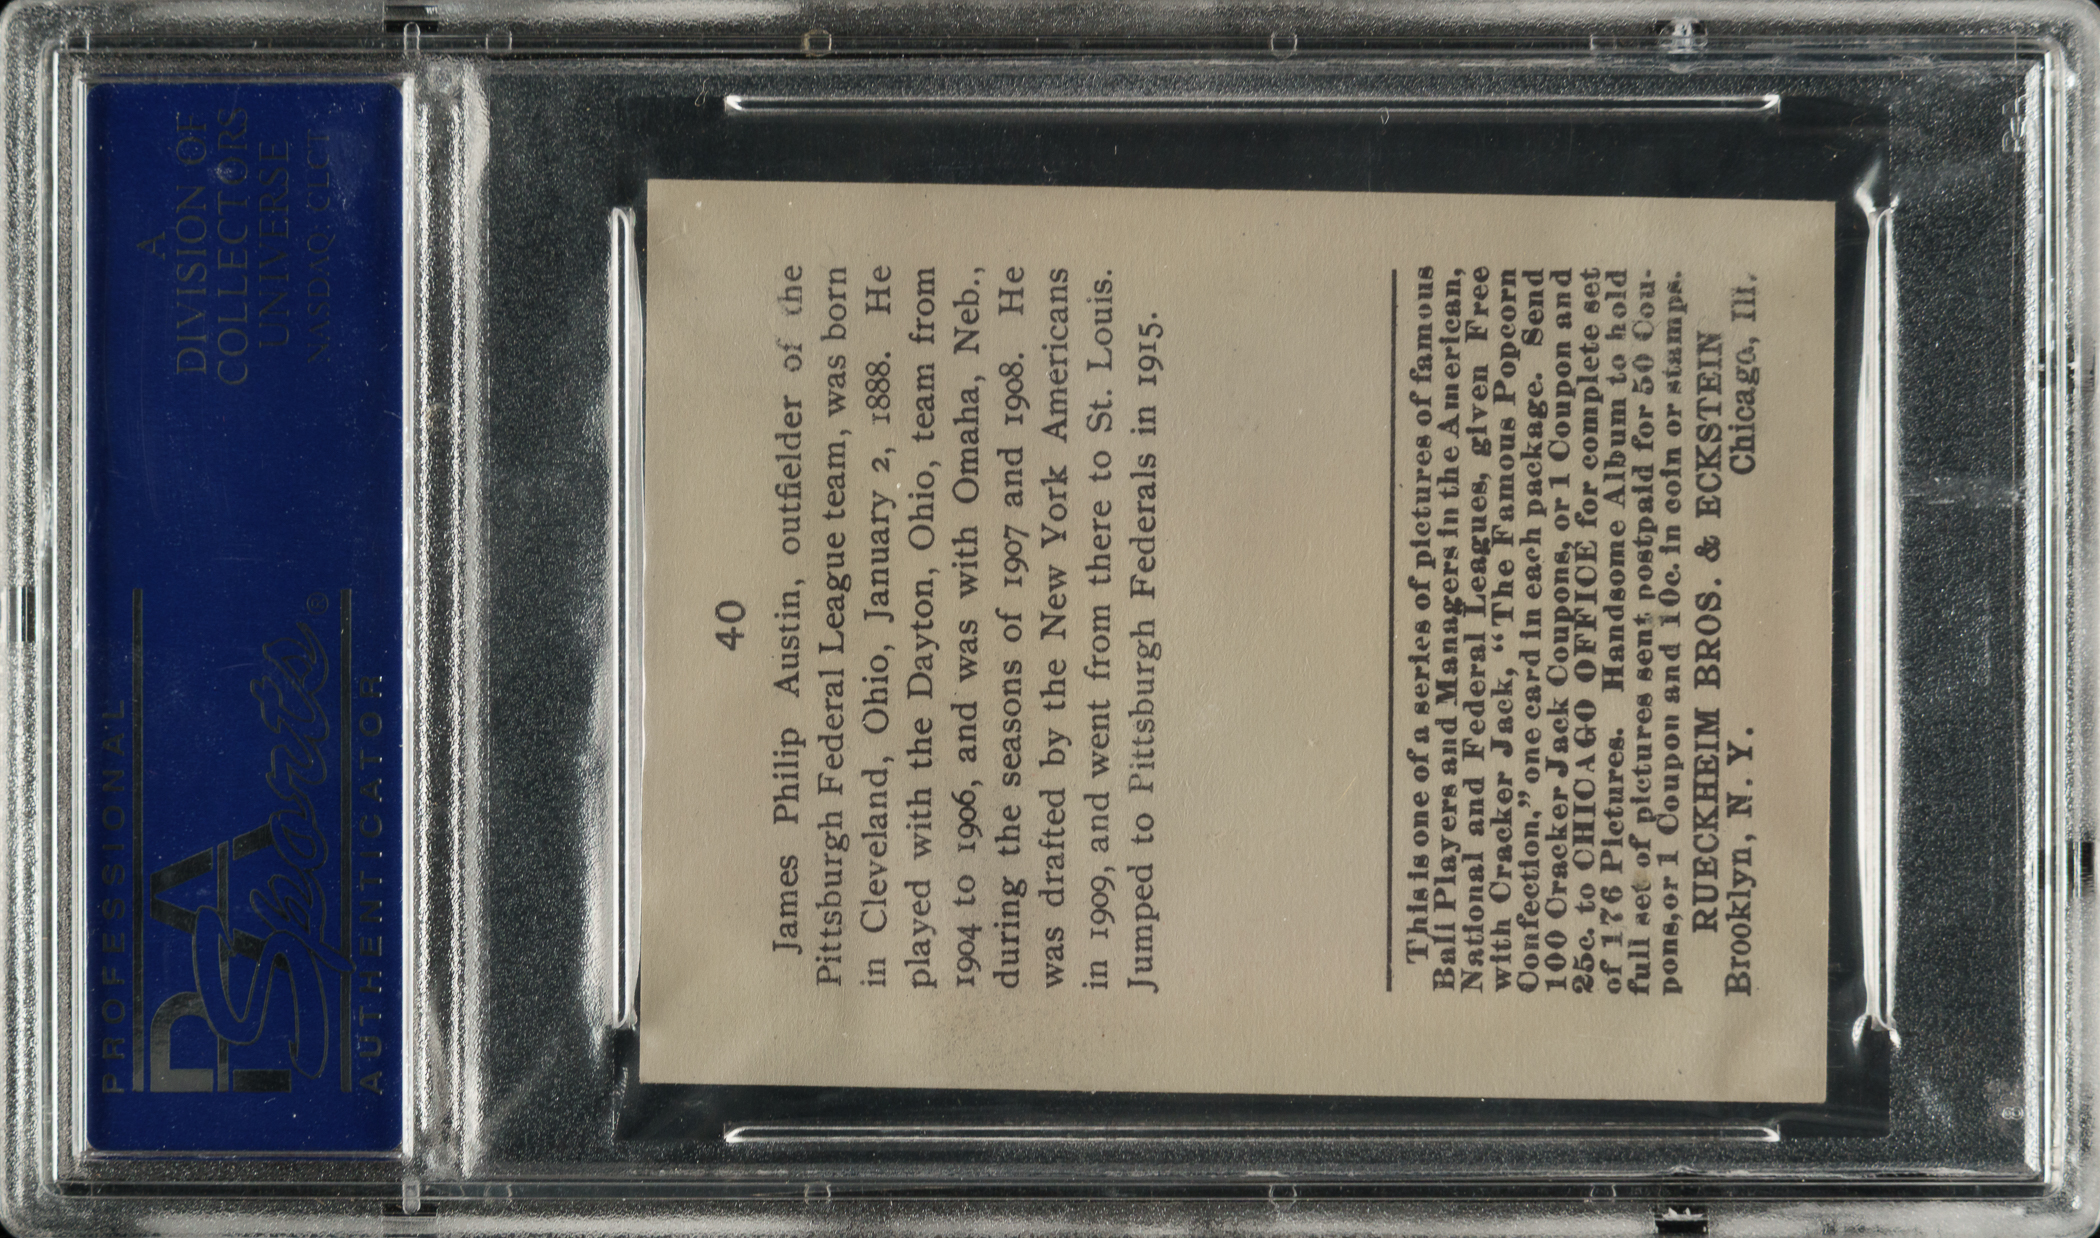 A
DIVISION OF
COLLECTORS
UNIVERSE
NASDAQ: CLCT
PROFESSIONAL
PSA
Sports®
AUTHENTICATOR
40
James Philip Austin, outfielder of the
Pittsburgh Federal League team, was born
in Cleveland, Ohio, January 2, 1888. He
played with the Dayton, Ohio, team from
1904 to 1906, and was with Omaha, Neb.,
during the seasons of 1907 and 1908. He
was drafted by the New York Americans
in 1909, and went from there to St. Louis.
Jumped to Pittsburgh Federals in 1915.
This is one of a series of pictures of famous
Ball Players and Managers in the American,
National and Federal Leagues, given Free
with Cracker Jack, “The Famous Popcorn
Confection,” one card in each package. Send
100 Cracker Jack Coupons, or 1 Coupon and
25c. to CHICAGO OFFICE for complete set
of 176 Pictures. Handsome Album to hold
full set of pictures sent postpaid for 50 Cou-
pons, or 1 Coupon and 10c. in coin or stamps.
RUECKHEIM BROS. & ECKSTEIN
Brooklyn, N. Y. Chicago, Ill.